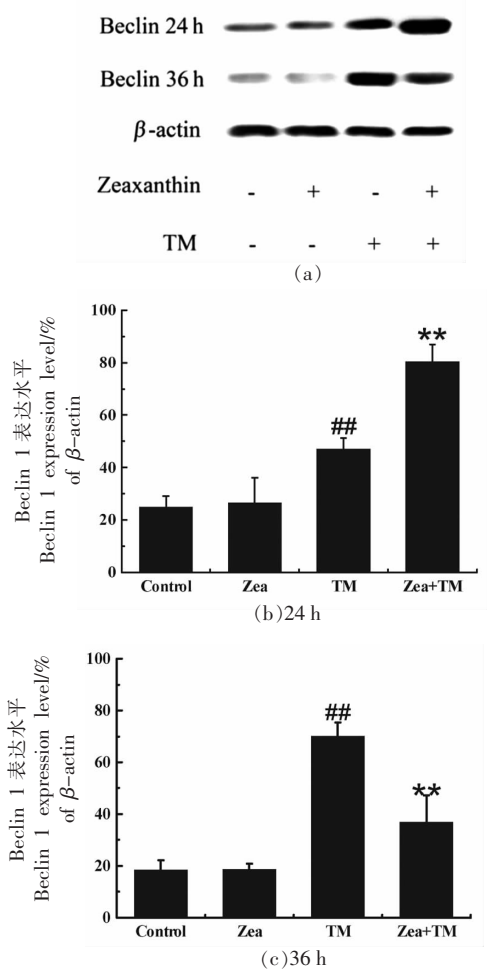 Beclin 24 h
Beclin 36 h
β-actin
Zeaxanthin - + - +
TM - - + +
(a)
Beclin 1 表达水平
Beclin 1 expression level/%
of β-actin
100
80
60
40
20
0
##
**
Control Zea TM Zea+TM
(b)24 h
Beclin 1 表达水平
Beclin 1 expression level/%
of β-actin
100
80
60
40
20
0
##
**
Control Zea TM Zea+TM
(c)36 h